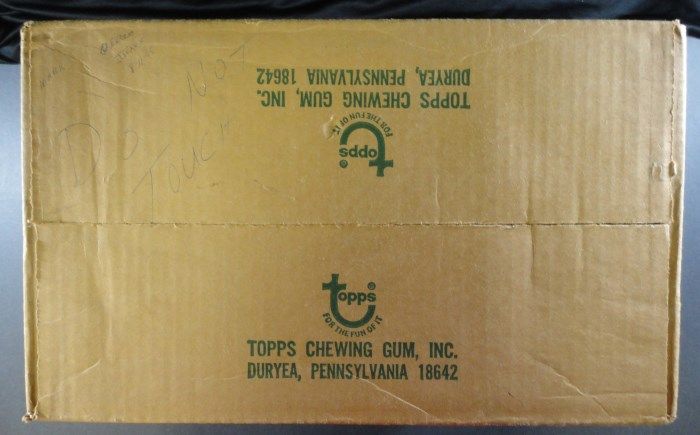 DO NOT
TOUCH
TOPPS CHEWING GUM, INC.
DURYEA, PENNSYLVANIA 18642
topps®
FOR THE FUN OF IT
topps®
FOR THE FUN OF IT
TOPPS CHEWING GUM, INC.
DURYEA, PENNSYLVANIA 18642